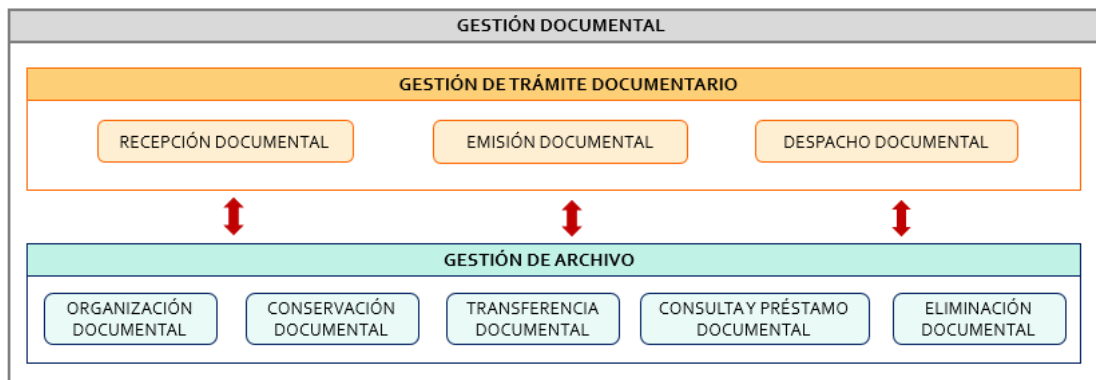 GESTIÓN DOCUMENTAL
GESTIÓN DE TRÁMITE DOCUMENTARIO
RECEPCIÓN DOCUMENTAL
EMISIÓN DOCUMENTAL
DESPACHO DOCUMENTAL
GESTIÓN DE ARCHIVO
ORGANIZACIÓN
DOCUMENTAL
CONSERVACIÓN
DOCUMENTAL
TRANSFERENCIA
DOCUMENTAL
CONSULTA Y PRÉSTAMO
DOCUMENTAL
ELIMINACIÓN
DOCUMENTAL